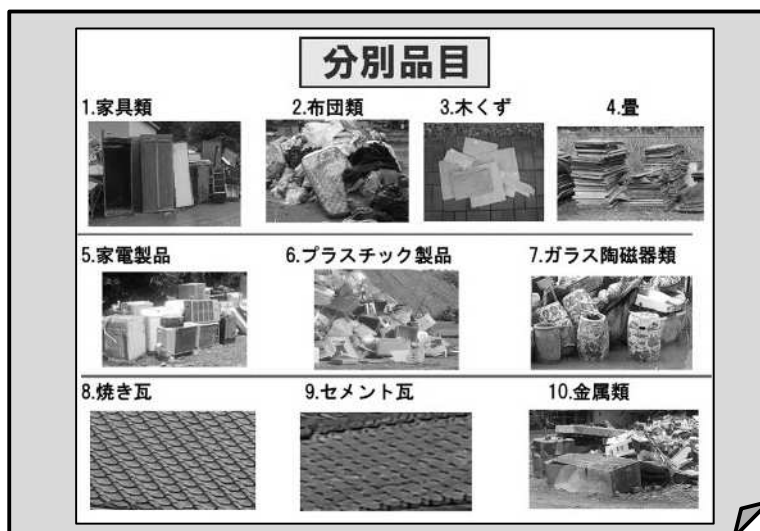 分別品目
1.家具類 2.布団類 3.木くず 4.畳
5.家電製品 6.プラスチック製品 7.ガラス陶磁器類
8.焼き瓦 9.セメント瓦 10.金属類